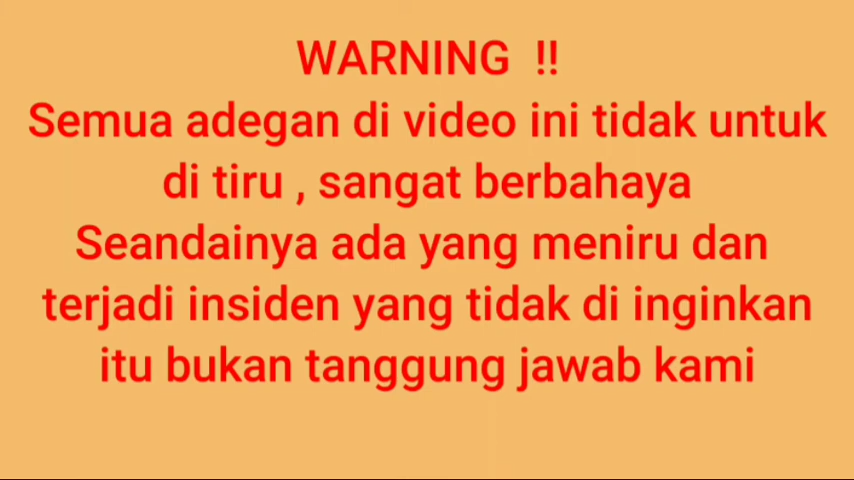 WARNING !!
Semua adegan di video ini tidak untuk
di tiru , sangat berbahaya
Seandainya ada yang meniru dan
terjadi insiden yang tidak di inginkan
itu bukan tanggung jawab kami